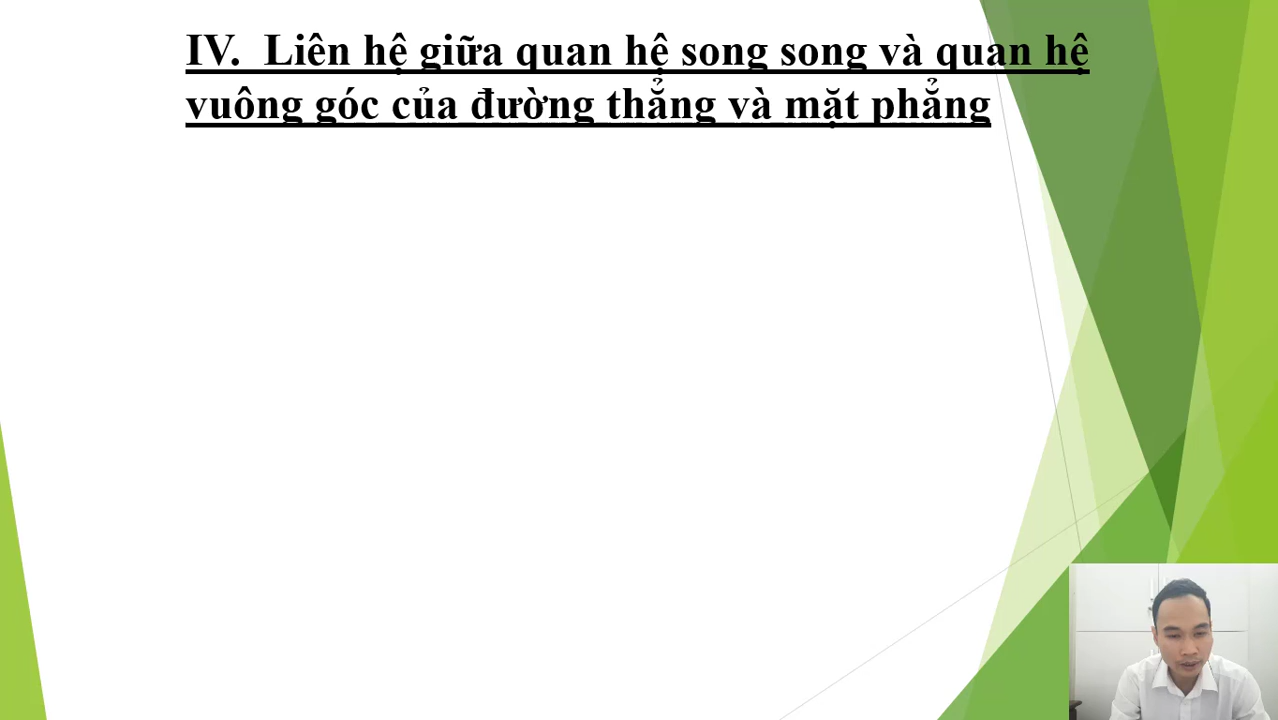 IV.  Liên hệ giữa quan hệ song song và quan hệ
vuông góc của đường thẳng và mặt phẳng